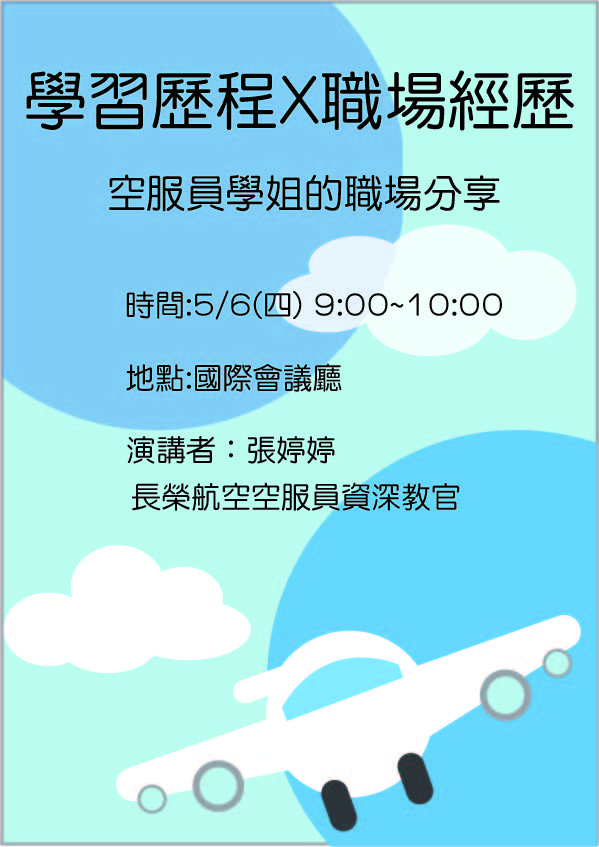 學習歷程X職場經歷
空服員學姐的職場分享
時間:5/6(四) 9:00~10:00
地點:國際會議廳
演講者：張婷婷
長榮航空空服員資深教官